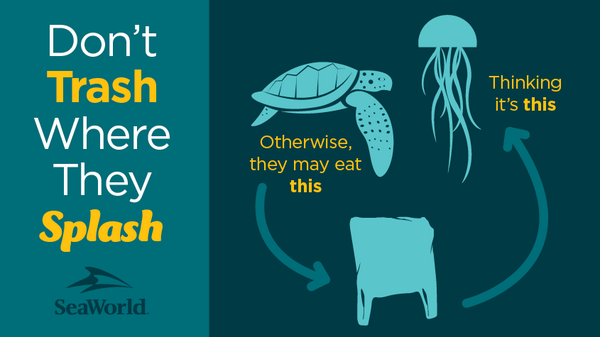 Don't
Trash
Where
They
Splash
SeaWorld
Otherwise,
they may eat
this
Thinking
it's this